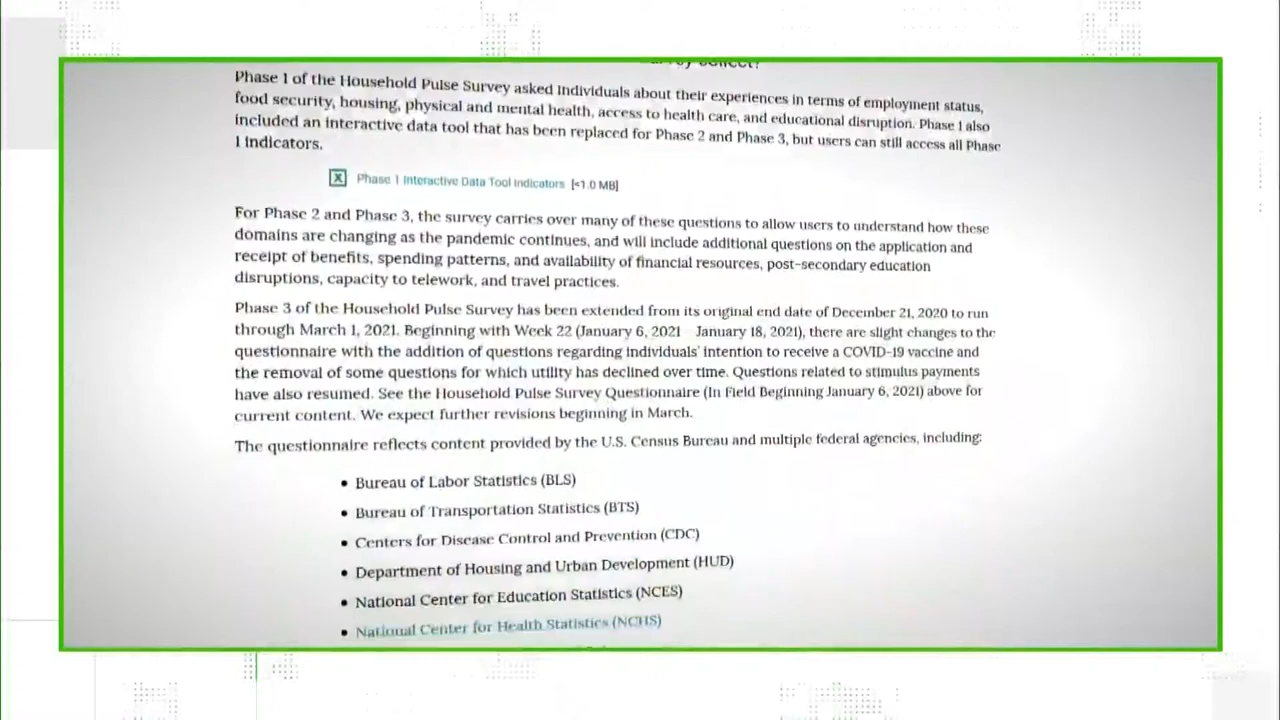 Phase 1 of the Household Pulse Survey asked individuals about their experiences in terms of employment status,
food security, housing, physical and mental health, access to health care, and educational disruption. Phase 1 also
included an interactive data tool that has been replaced for Phase 2 and Phase 3, but users can still access all Phase
1 indicators.
Phase 1 Interactive Data Tool Indicators [<1.0 MB]
For Phase 2 and Phase 3, the survey carries over many of these questions to allow users to understand how these
domains are changing as the pandemic continues, and will include additional questions on the application and
receipt of benefits, spending patterns, and availability of financial resources, post-secondary education
disruptions, capacity to telework, and travel practices.
Phase 3 of the Household Pulse Survey has been extended from its original end date of December 21, 2020 to run
through March 1, 2021. Beginning with Week 22 (January 6, 2021 January 18, 2021), there are slight changes to the
questionnaire with the addition of questions regarding individuals' intention to receive a COVID-19 vaccine and
the removal of some questions for which utility has declined over time. Questions related to stimulus payments
have also resumed. See the Household Pulse Survey Questionnaire (In Field Beginning January 6, 2021) above for
current content. We expect further revisions beginning in March.
The questionnaire reflects content provided by the U.S. Census Bureau and multiple federal agencies, including:
• Bureau of Labor Statistics (BLS)
• Bureau of Transportation Statistics (BTS)
• Centers for Disease Control and Prevention (CDC)
• Department of Housing and Urban Development (HUD)
• National Center for Education Statistics (NCES)
• National Center for Health Statistics (NCHS)